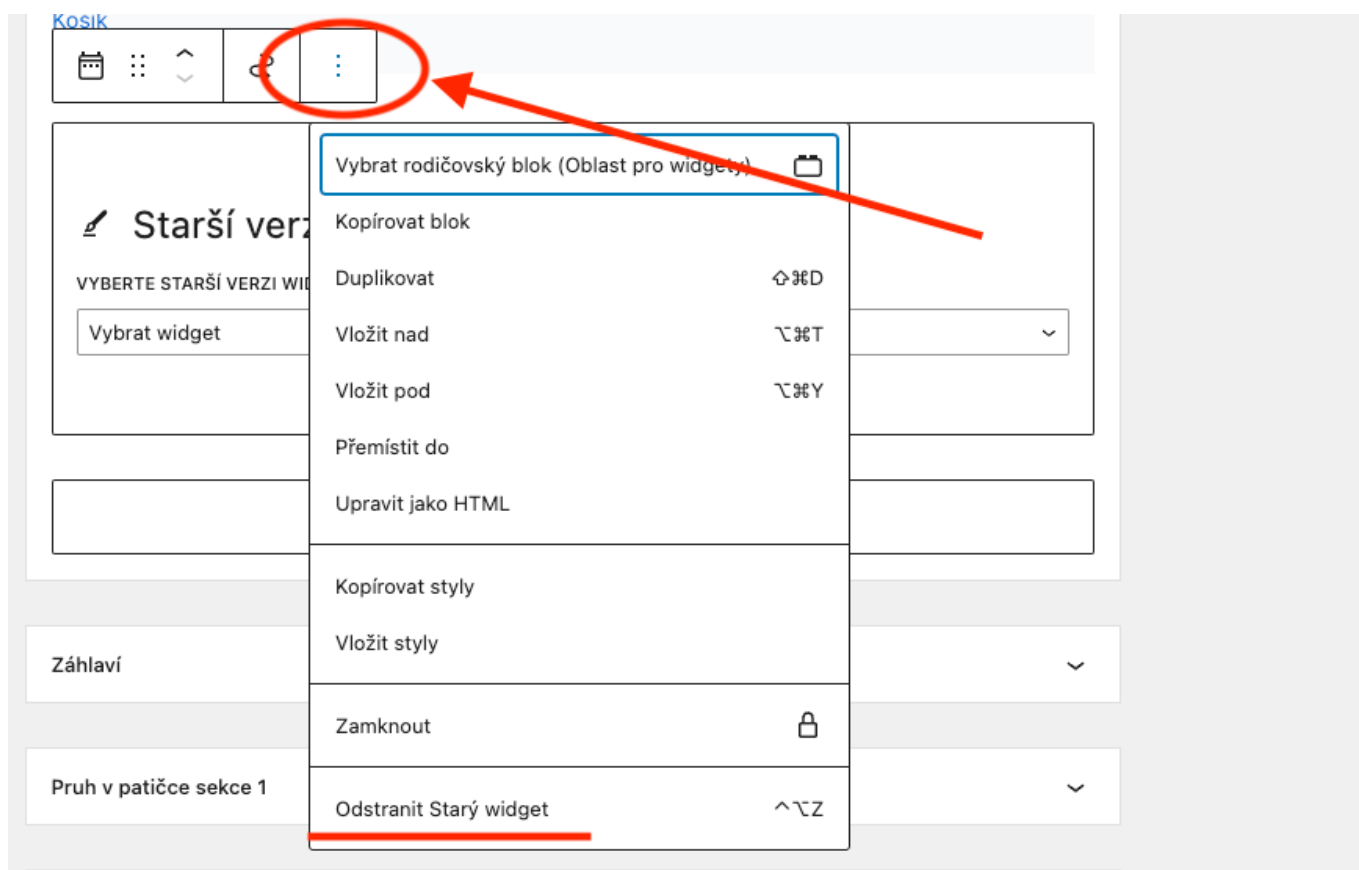 Košík
Vybrat rodičovský blok (Oblast pro widgety)
Starší verz
Kopírovat blok
VYBERTE STARŠÍ VERZI WID
Duplikovat ⇧⌘D
Vybrat widget
Vložit nad ⌥⌘T
Vložit pod ⌥⌘Y
Přemístit do
Upravit jako HTML
Kopírovat styly
Vložit styly
Záhlaví
Zamknout
Pruh v patičce sekce 1
Odstranit Starý widget ^⌥Z